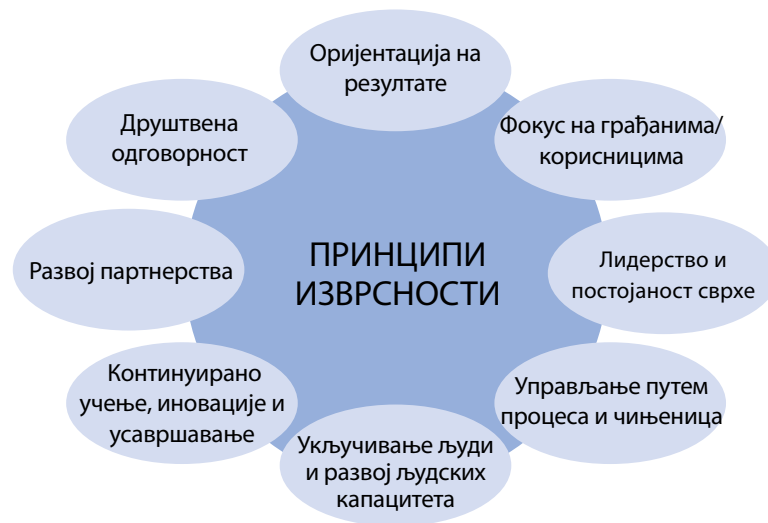 Оријентација на
резултате
Фокус на грађанима/
корисницима
Лидерство и
постојаност сврхе
Управљање путем
процеса и чињеница
Укључивање људи
и развој људских
капацитета
Континуирано
учење, иновације и
усавршавање
Развој партнерства
Друштвена
одговорност
ПРИНЦИПИ
ИЗВРСНОСТИ